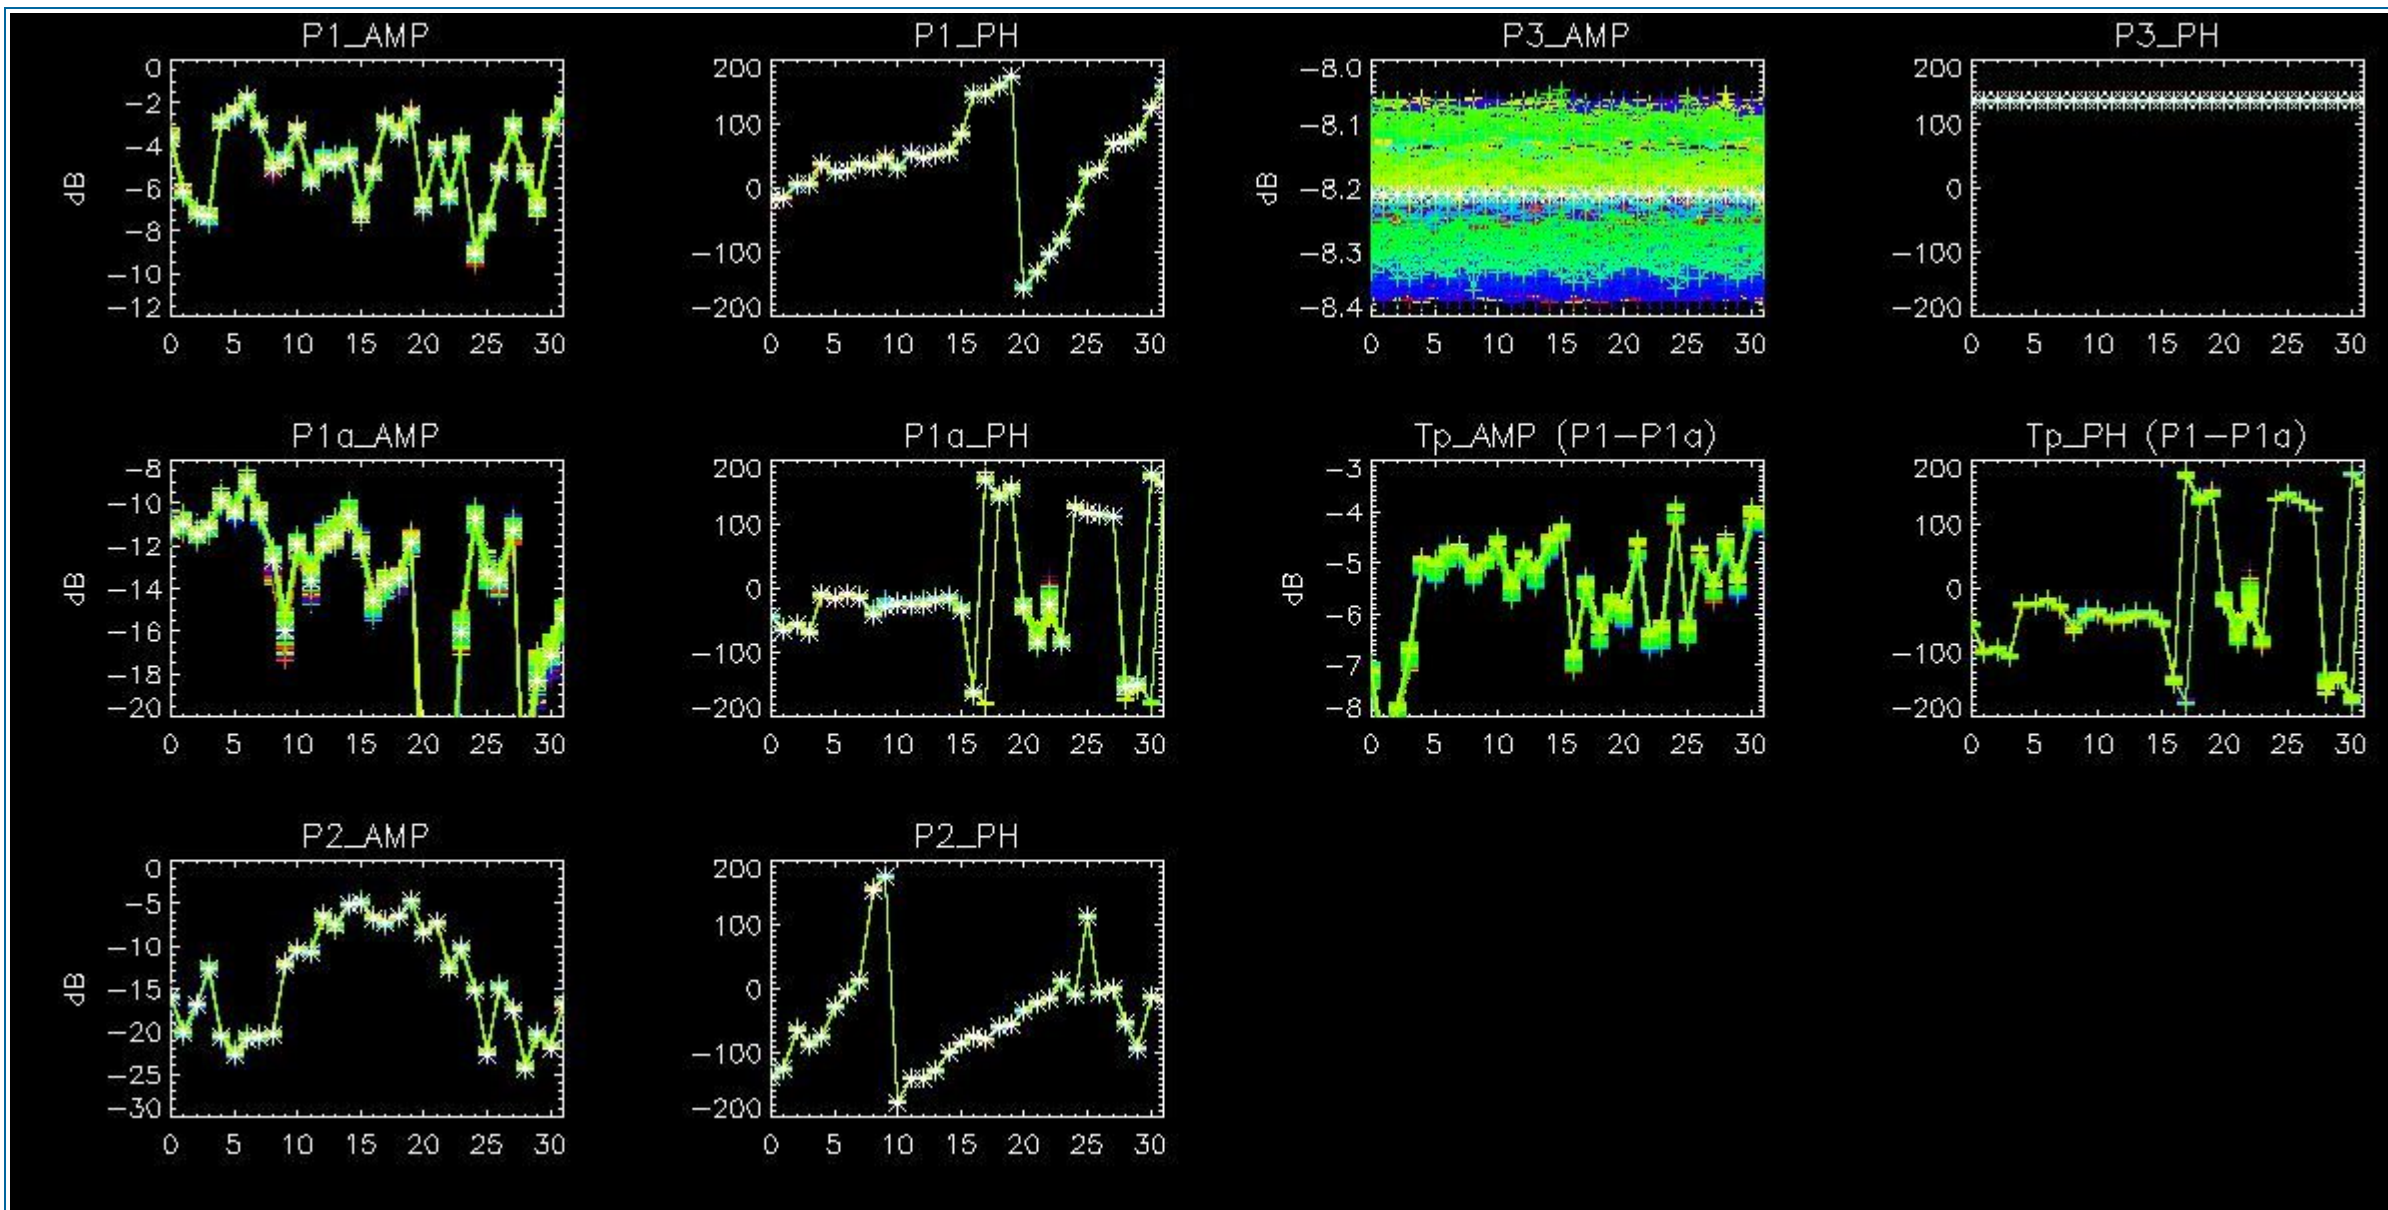 P1_AMP
0
−2
−4
−6
−8
−10
−12
dB
0 5 10 15 20 25 30
P1_PH
200
100
0
−100
−200
0 5 10 15 20 25 30
P3_AMP
−8.0
−8.1
−8.2
−8.3
−8.4
dB
0 5 10 15 20 25 30
P3_PH
200
100
0
−100
−200
0 5 10 15 20 25 30
P1a_AMP
−8
−10
−12
−14
−16
−18
−20
dB
0 5 10 15 20 25 30
P1a_PH
200
100
0
−100
−200
0 5 10 15 20 25 30
Tp_AMP (P1−P1a)
−3
−4
−5
−6
−7
−8
dB
0 5 10 15 20 25 30
Tp_PH (P1−P1a)
200
100
0
−100
−200
0 5 10 15 20 25 30
P2_AMP
0
−5
−10
−15
−20
−25
−30
dB
0 5 10 15 20 25 30
P2_PH
200
100
0
−100
−200
0 5 10 15 20 25 30